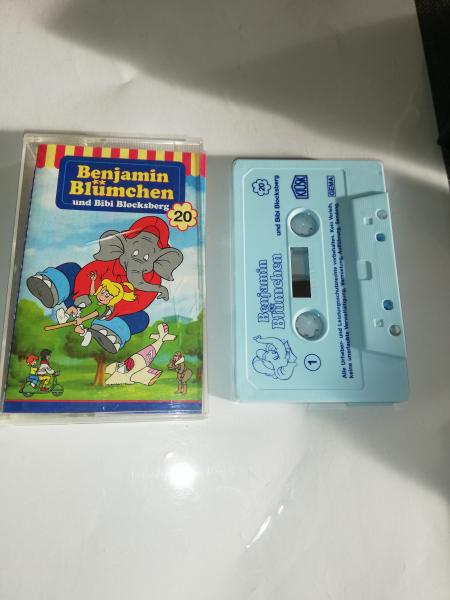 Benjamin
Blümchen
und Bibi Blocksberg
20
Benjamin
Blümchen
und Bibi Blocksberg
20
KIOSK
GEMA
1
Alle Urheber- und Leistungsschutzrechte vorbehalten. Kein Verleih,
keine unerlaubte Vervielfältigung, Vermietung, Aufführung, Sendung.